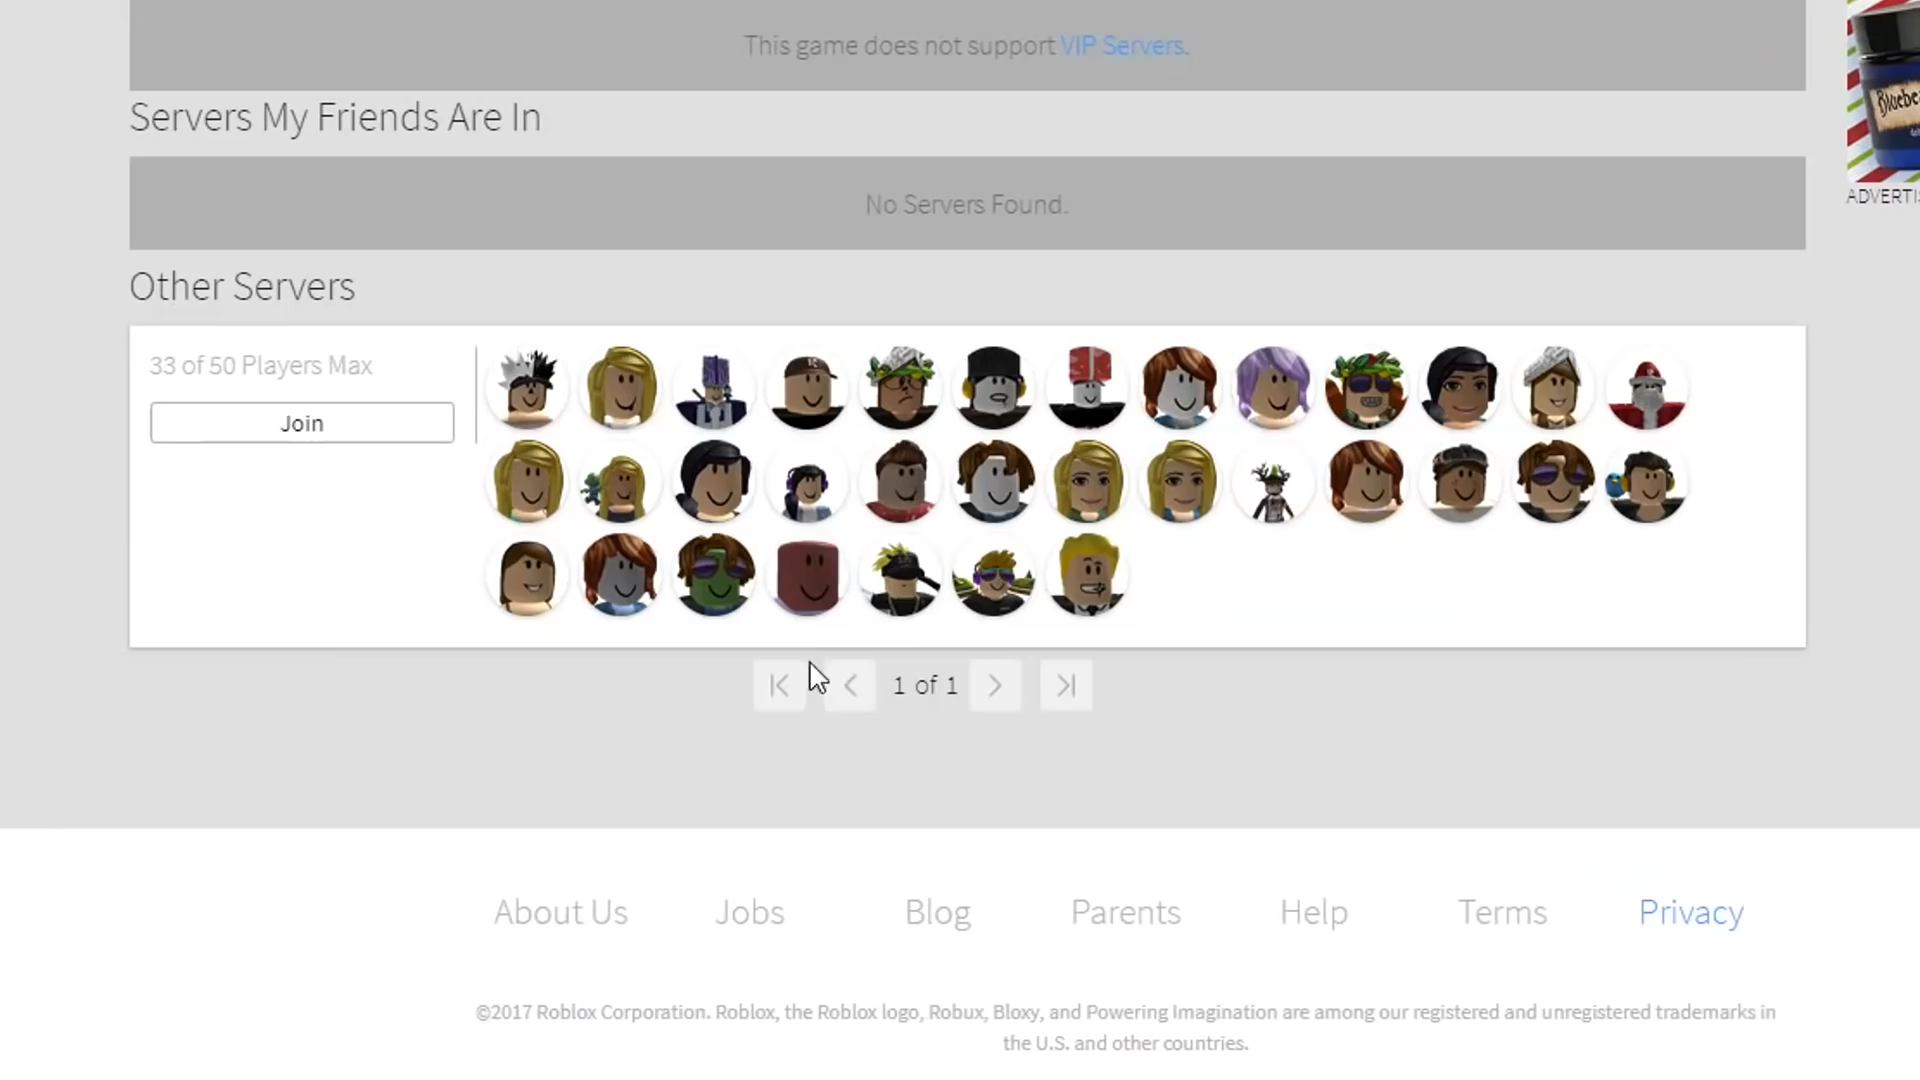 This game does not support VIP Servers.
Servers My Friends Are In
No Servers Found.
ADVERTI
Other Servers
33 of 50 Players Max
Join
1 of 1
About Us
Jobs
Blog
Parents
Help
Terms
Privacy
©2017 Roblox Corporation. Roblox, the Roblox logo, Robux, Bloxy, and Powering Imagination are among our registered and unregistered trademarks in
the U.S. and other countries.